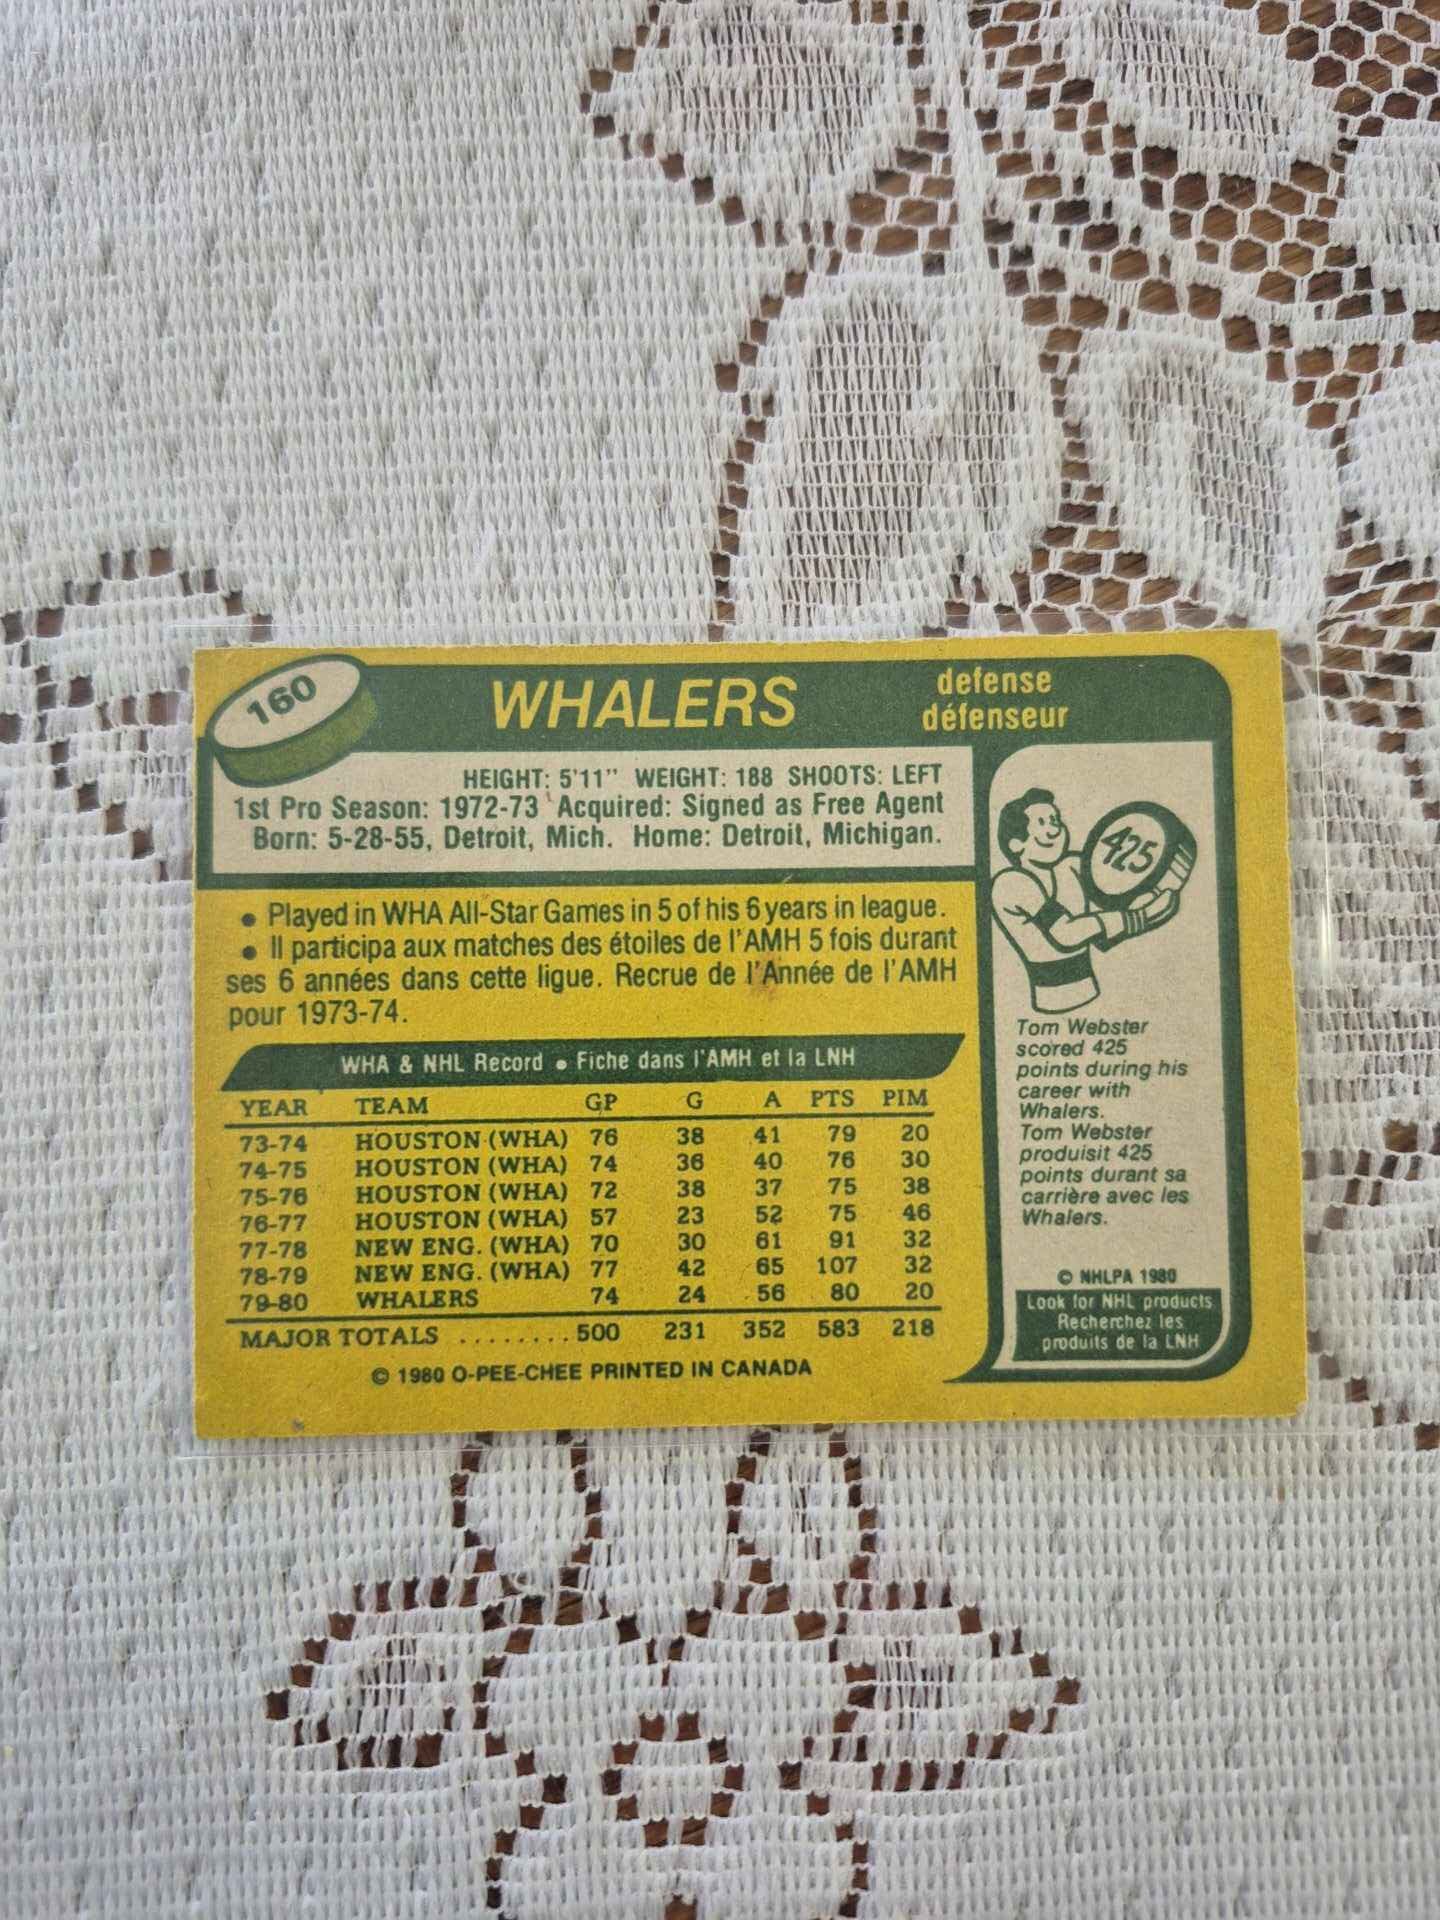 160
WHALERS
defense
défenseur
HEIGHT: 5'11" WEIGHT: 188 SHOOTS: LEFT
1st Pro Season: 1972-73 Acquired: Signed as Free Agent
Born: 5-28-55, Detroit, Mich. Home: Detroit, Michigan.
• Played in WHA All-Star Games in 5 of his 6 years in league.
• Il participa aux matches des étoiles de l'AMH 5 fois durant
ses 6 années dans cette ligue. Recrue de l'Année de l'AMH
pour 1973-74.
WHA & NHL Record • Fiche dans l'AMH et la LNH
YEAR TEAM GP G A PTS PIM
73-74 HOUSTON (WHA) 76 38 41 79 20
74-75 HOUSTON (WHA) 74 36 40 76 30
75-76 HOUSTON (WHA) 72 38 37 75 38
76-77 HOUSTON (WHA) 57 23 52 75 46
77-78 NEW ENG. (WHA) 70 30 61 91 32
78-79 NEW ENG. (WHA) 77 42 65 107 32
79-80 WHALERS 74 24 56 80 20
MAJOR TOTALS ........ 500 231 352 583 218
© 1980 O-PEE-CHEE PRINTED IN CANADA
425
Tom Webster
scored 425
points during his
career with
Whalers.
Tom Webster
produisit 425
points durant sa
carrière avec les
Whalers.
© NHLPA 1980
Look for NHL products
Recherchez les
produits de la LNH